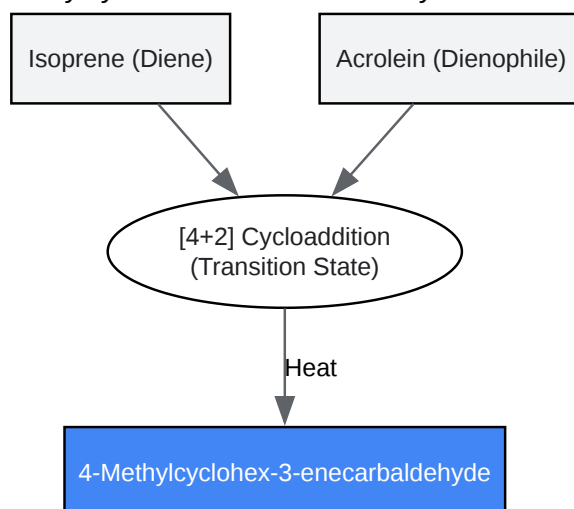 Isoprene (Diene)
Acrolein (Dienophile)
[4+2] Cycloaddition
(Transition State)
Heat
4-Methylcyclohex-3-enecarbaldehyde